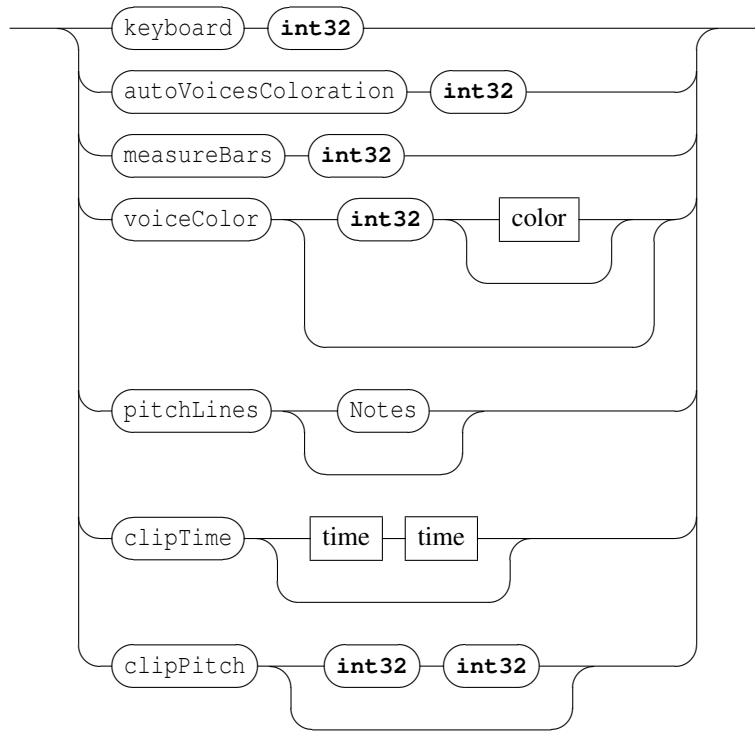 keyboard int32
autoVoicesColoration int32
measureBars int32
voiceColor int32 color
pitchLines Notes
clipTime time time
clipPitch int32 int32